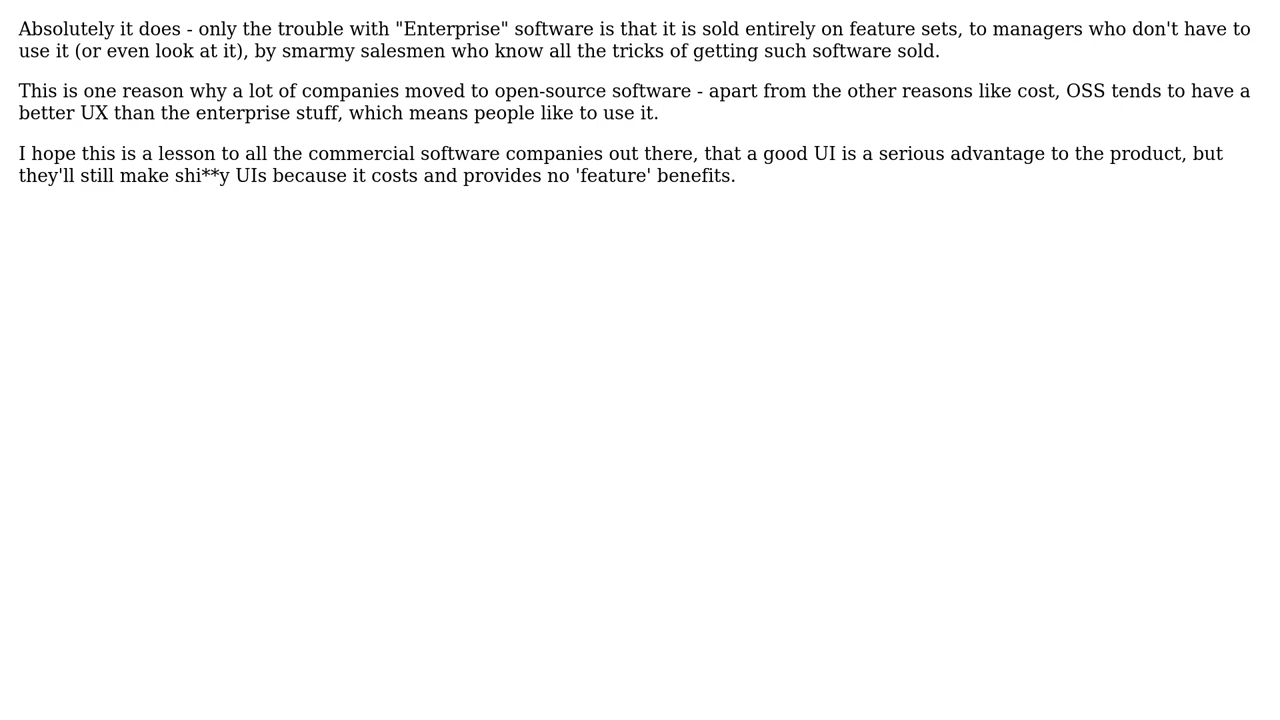 Absolutely it does - only the trouble with "Enterprise" software is that it is sold entirely on feature sets, to managers who don't have to
use it (or even look at it), by smarmy salesmen who know all the tricks of getting such software sold.
This is one reason why a lot of companies moved to open-source software - apart from the other reasons like cost, OSS tends to have a
better UX than the enterprise stuff, which means people like to use it.
I hope this is a lesson to all the commercial software companies out there, that a good UI is a serious advantage to the product, but
they'll still make shi**y UIs because it costs and provides no 'feature' benefits.